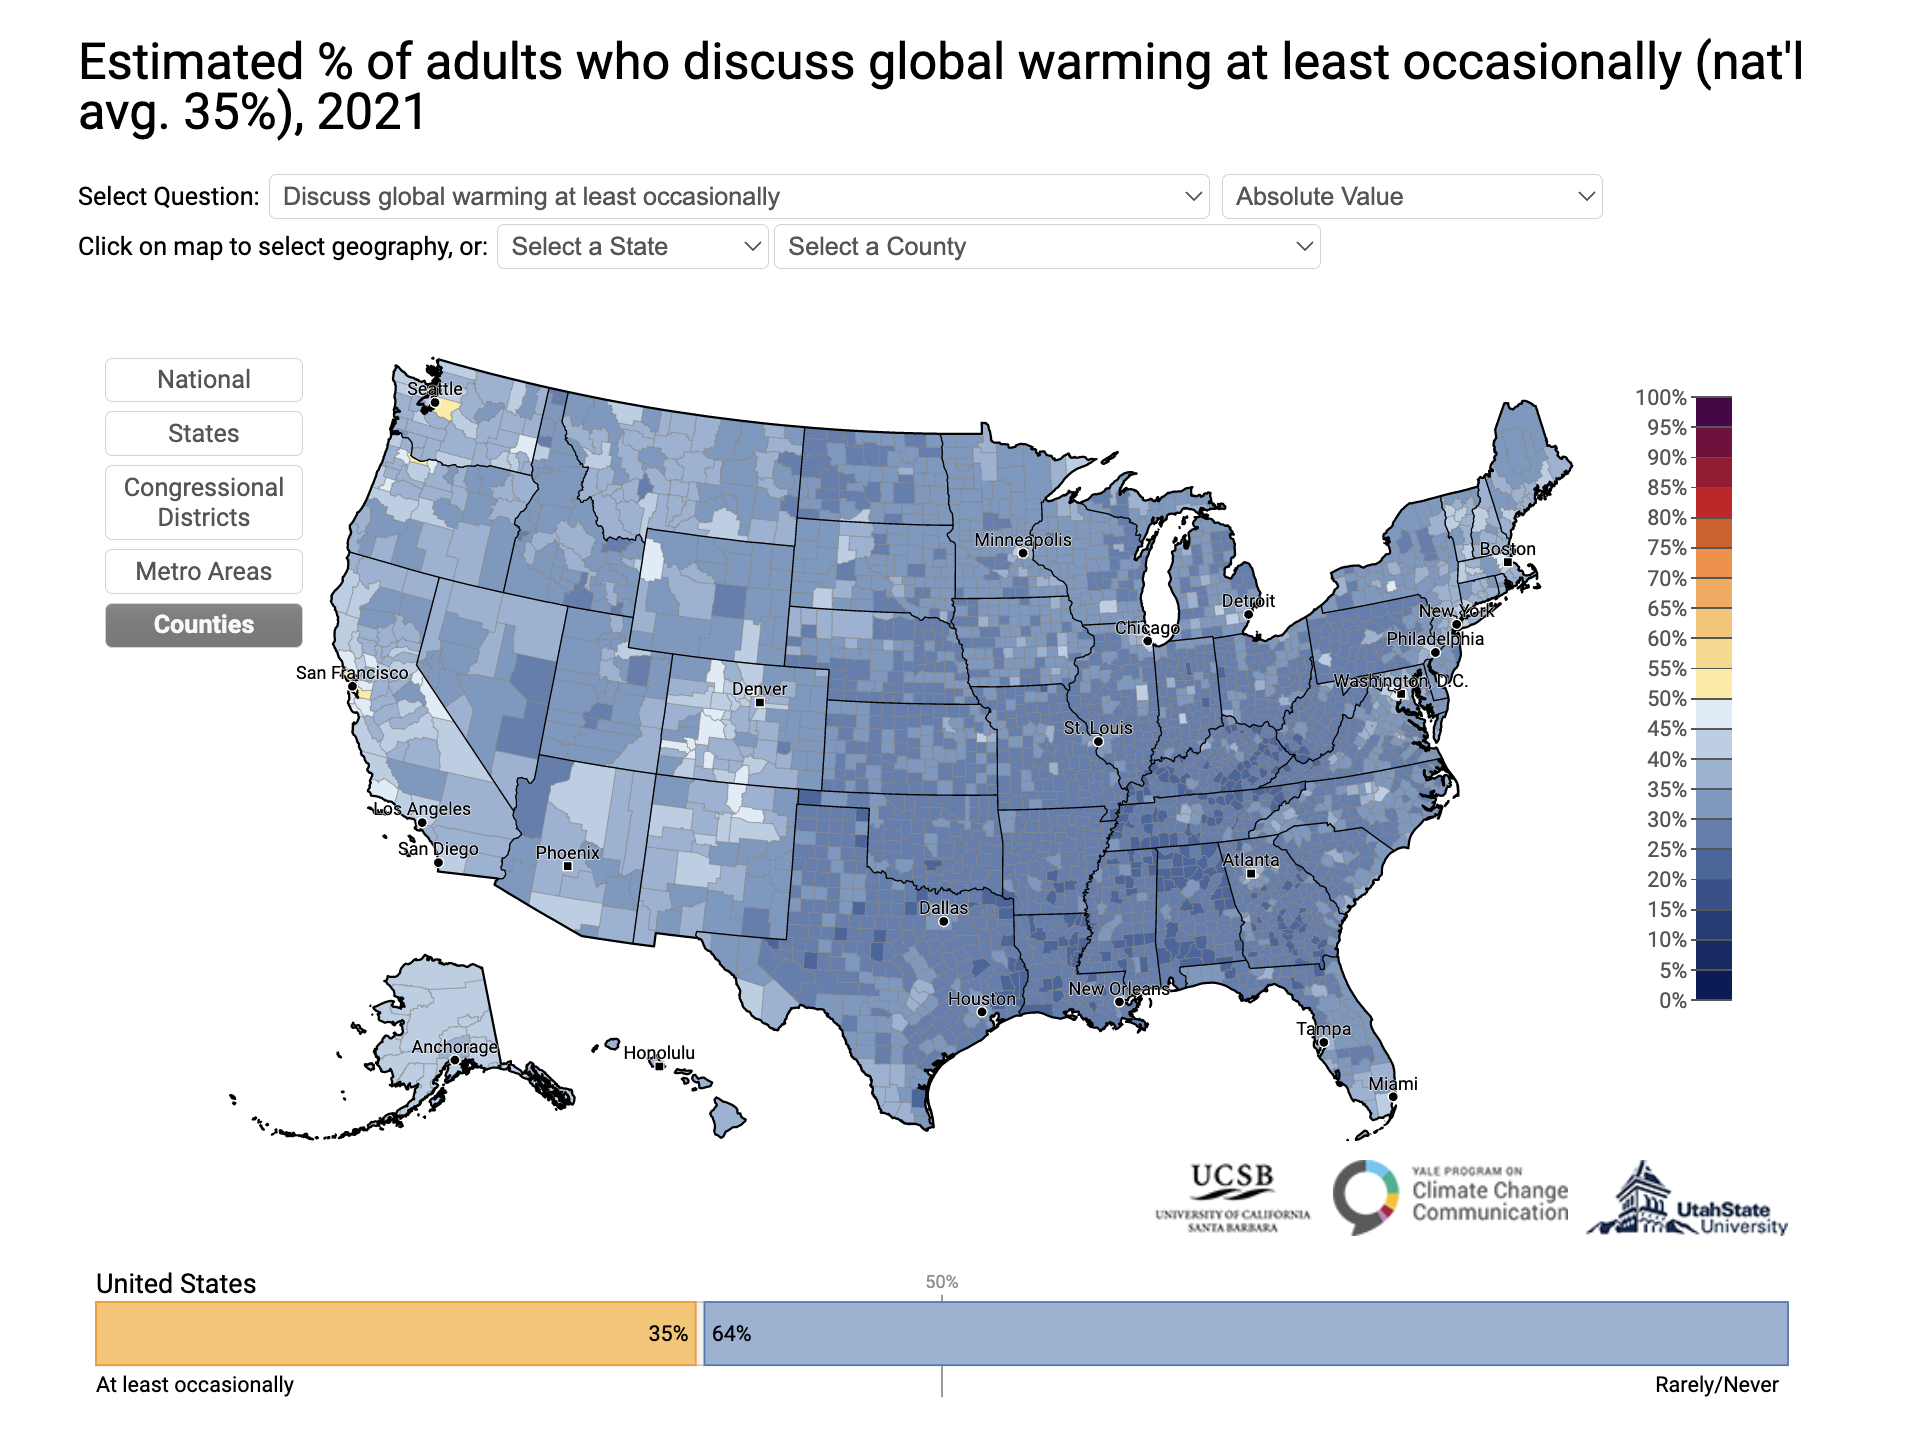 Estimated % of adults who discuss global warming at least occasionally (nat'l
avg. 35%), 2021
Select Question: Discuss global warming at least occasionally Absolute Value
Click on map to select geography, or: Select a State Select a County
National
States
Congressional
Districts
Metro Areas
Counties
Seattle
San Francisco
Los Angeles
San Diego
Phoenix
Denver
Minneapolis
Chicago
Detroit
St. Louis
Boston
New York
Philadelphia
Washington, D.C.
Atlanta
Dallas
Houston
New Orleans
Tampa
Miami
Anchorage
Honolulu
100%
95%
90%
85%
80%
75%
70%
65%
60%
55%
50%
45%
40%
35%
30%
25%
20%
15%
10%
5%
0%
UCSB
UNIVERSITY OF CALIFORNIA
SANTA BARBARA
YALE PROGRAM ON
Climate Change
Communication
UtahState
University
United States
50%
35% 64%
At least occasionally
Rarely/Never